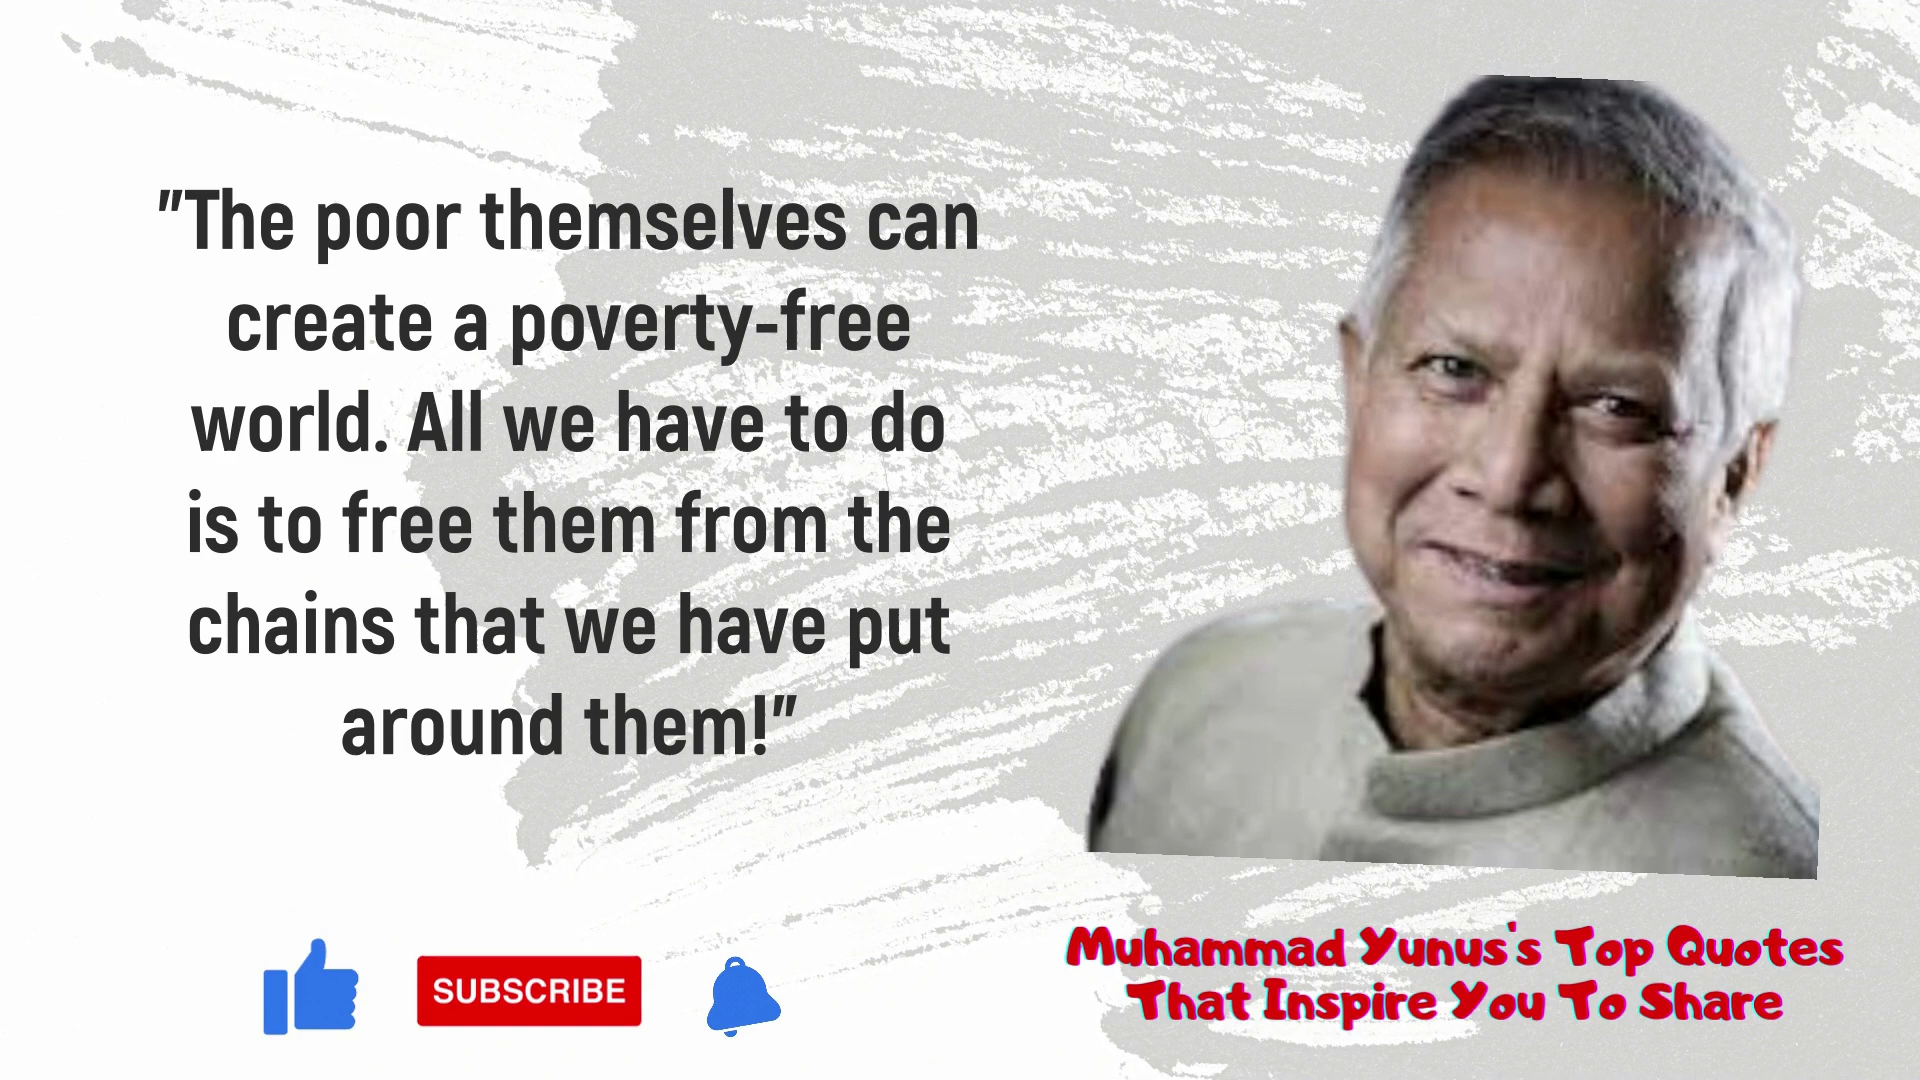 "The poor themselves can
create a poverty-free
world. All we have to do
is to free them from the
chains that we have put
around them!"
SUBSCRIBE
Muhammad Yunus's Top Quotes
That Inspire You To Share